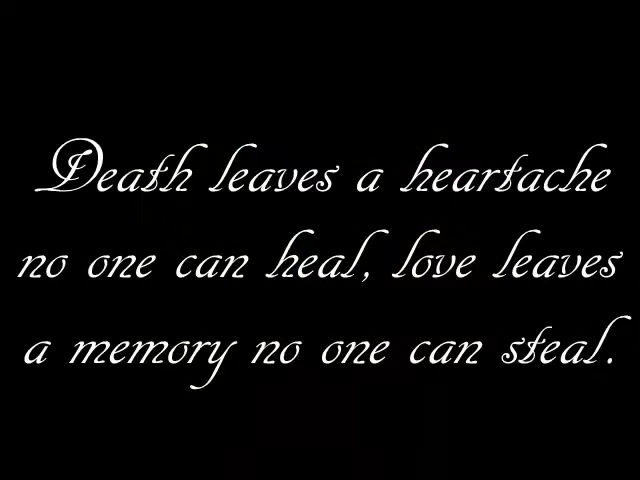 Death leaves a heartache
no one can heal, love leaves
a memory no one can steal.